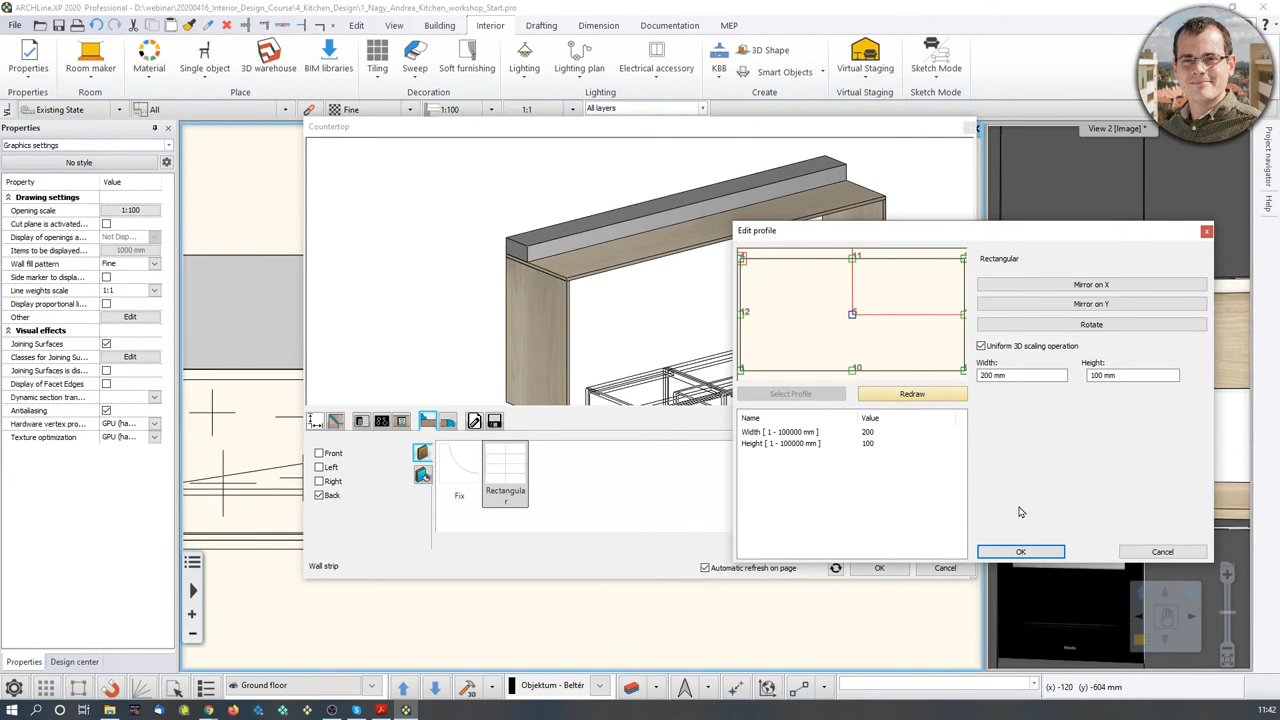 ARCHLine.XP 2020 D:\webinar\20200416_Interior_Design_Course\4_Kitchen_Design\1_Nagy_Andrea_Kitchen_workshop_Start.pro
File
Edit
View
Building
Interior
Drafting
Dimension
Documentation
MEP
Properties
Room maker
Material
Single object
3D warehouse
BIM libraries
Tiling
Sweep
Soft furnishing
Lighting
Lighting plan
Electrical accessory
KBB
3D Shape
Smart Objects
Virtual Staging
Sketch Mode
Properties
Room
Place
Decoration
Lighting
Create
Virtual Staging
Sketch Mode
Existing State
All
Fine
1:100
1:1
All layers
Properties
Graphics settings
No style
Property
Value
Drawing settings
Opening scale
1:100
Cut plane is activated...
Display of openings a...
Not Disp...
Items to be displayed...
1000 mm
Wall fill pattern
Fine
Side marker to displa...
Line weights scale
1:1
Display proportional l...
Other
Edit
Visual effects
Joining Surfaces
Classes for Joining Su...
Edit
Joining Surfaces is di...
Display of Facet Edges
Dynamic section tran...
Antialiasing
Hardware vertex pro...
GPU (ha...
Texture optimization
GPU (ha...
Properties
Design center
Countertop
View 2 [Image] *
Project navigator
Help
Front
Left
Right
Back
Fix
Rectangula
r
Wall strip
Automatic refresh on page
OK
Cancel
Edit profile
11
12
10
Rectangular
Mirror on X
Mirror on Y
Rotate
Uniform 3D scaling operation
Width:
Height:
200 mm
100 mm
Select Profile
Redraw
Name
Value
Width [ 1 - 100000 mm ]
200
Height [ 1 - 100000 mm ]
100
OK
Cancel
Miele
Ground floor
Objektum - Beltér
(x) -120 (y) -604 mm
11:42